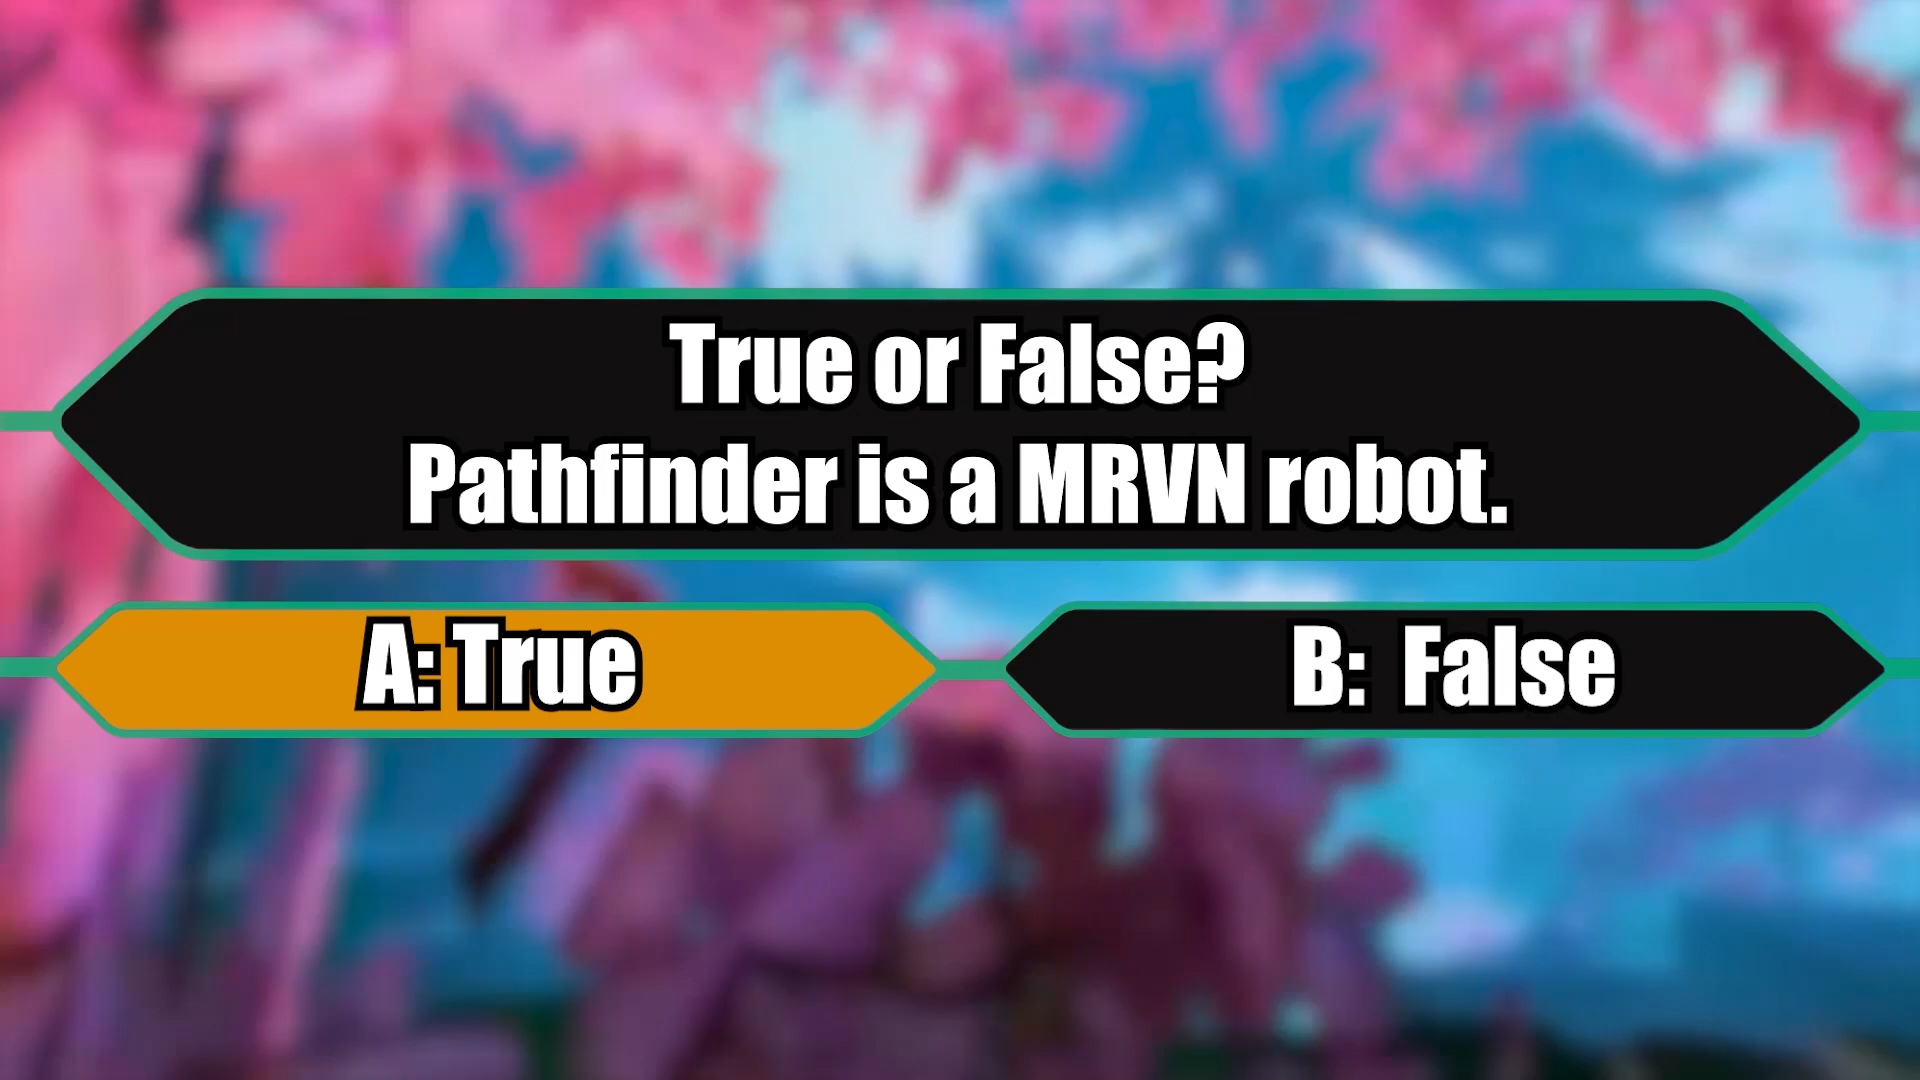 True or False?
Pathfinder is a MRVN robot.
A: True
B: False